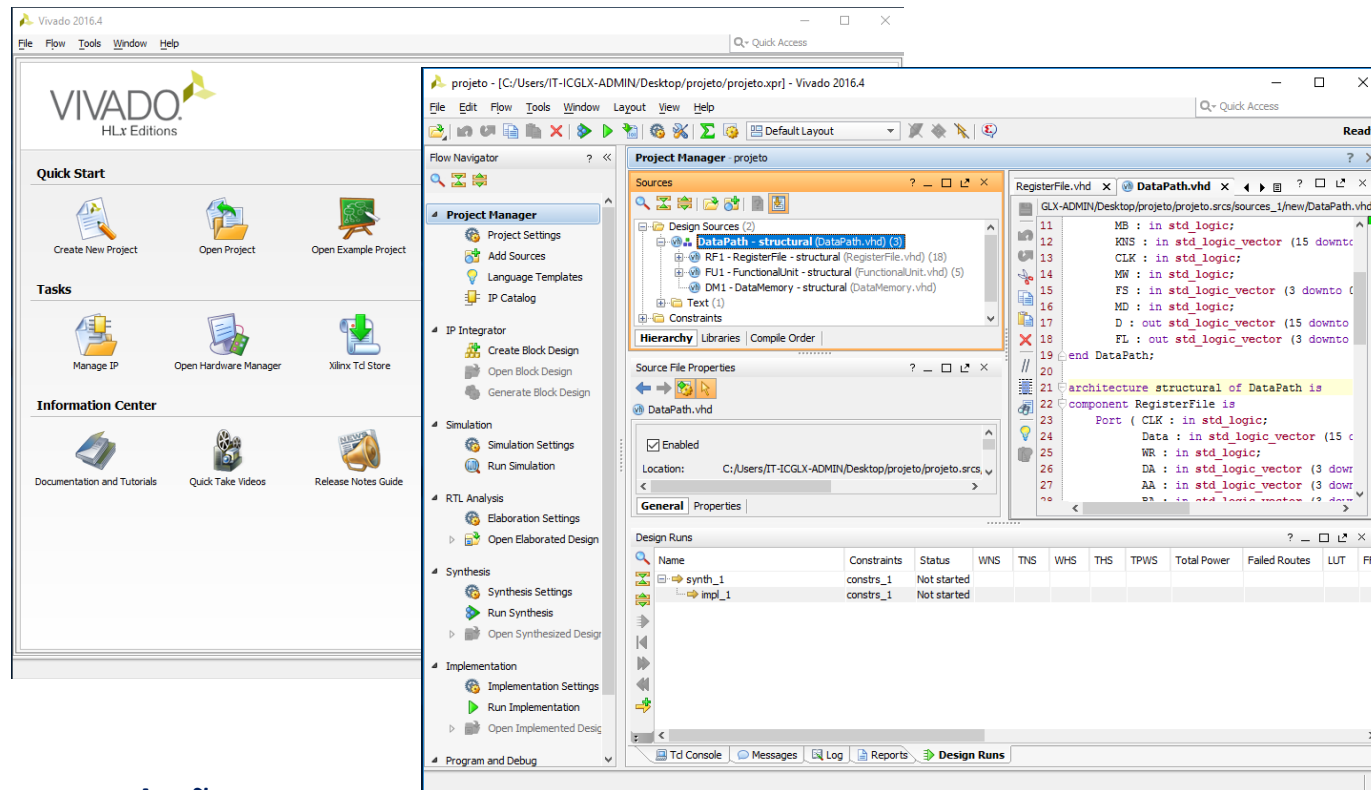 Vivado 2016.4
File Flow Tools Window Help
Quick Access
VIVADO.
HLx Editions
Quick Start
Create New Project Open Project Open Example Project
Tasks
Manage IP Open Hardware Manager Xilinx Tcl Store
Information Center
Documentation and Tutorials Quick Take Videos Release Notes Guide
projeto - [C:/Users/IT-ICGLX-ADMIN/Desktop/projeto/projeto.xpr] - Vivado 2016.4
File Edit Flow Tools Window Layout View Help
Quick Access
Default Layout
Read
Flow Navigator
Project Manager
Project Settings
Add Sources
Language Templates
IP Catalog
IP Integrator
Create Block Design
Open Block Design
Generate Block Design
Simulation
Simulation Settings
Run Simulation
RTL Analysis
Elaboration Settings
Open Elaborated Design
Synthesis
Synthesis Settings
Run Synthesis
Open Synthesized Design
Implementation
Implementation Settings
Run Implementation
Open Implemented Desig
Program and Debug
Project Manager - projeto
Sources
Design Sources (2)
DataPath - structural (DataPath.vhd) (3)
RF1 - RegisterFile - structural (RegisterFile.vhd) (18)
FU1 - FunctionalUnit - structural (FunctionalUnit.vhd) (5)
DM1 - DataMemory - structural (DataMemory.vhd)
Text (1)
Constraints
Hierarchy Libraries Compile Order
Source File Properties
DataPath.vhd
Enabled
Location: C:/Users/IT-ICGLX-ADMIN/Desktop/projeto/projeto.srcs,
General Properties
RegisterFile.vhd DataPath.vhd
GLX-ADMIN/Desktop/projeto/projeto.srcs/sources_1/new/DataPath.vhd
11 MB : in std_logic;
12 KNS : in std_logic_vector (15 downto
13 CLK : in std_logic;
14 MW : in std_logic;
15 FS : in std_logic_vector (3 downto 0
16 MD : in std_logic;
17 D : out std_logic_vector (15 downto
18 FL : out std_logic_vector (3 downto
19 end DataPath;
20
21 architecture structural of DataPath is
22 component RegisterFile is
23 Port ( CLK : in std_logic;
24 Data : in std_logic_vector (15 d
25 WR : in std_logic;
26 DA : in std_logic_vector (3 down
27 AA : in std_logic_vector (3 down
28 BA : in std_logic_vector (3 down
Design Runs
Name Constraints Status WNS TNS WHS THS TPWS Total Power Failed Routes LUT
synth_1 constrs_1 Not started
impl_1 constrs_1 Not started
Tcl Console Messages Log Reports Design Runs